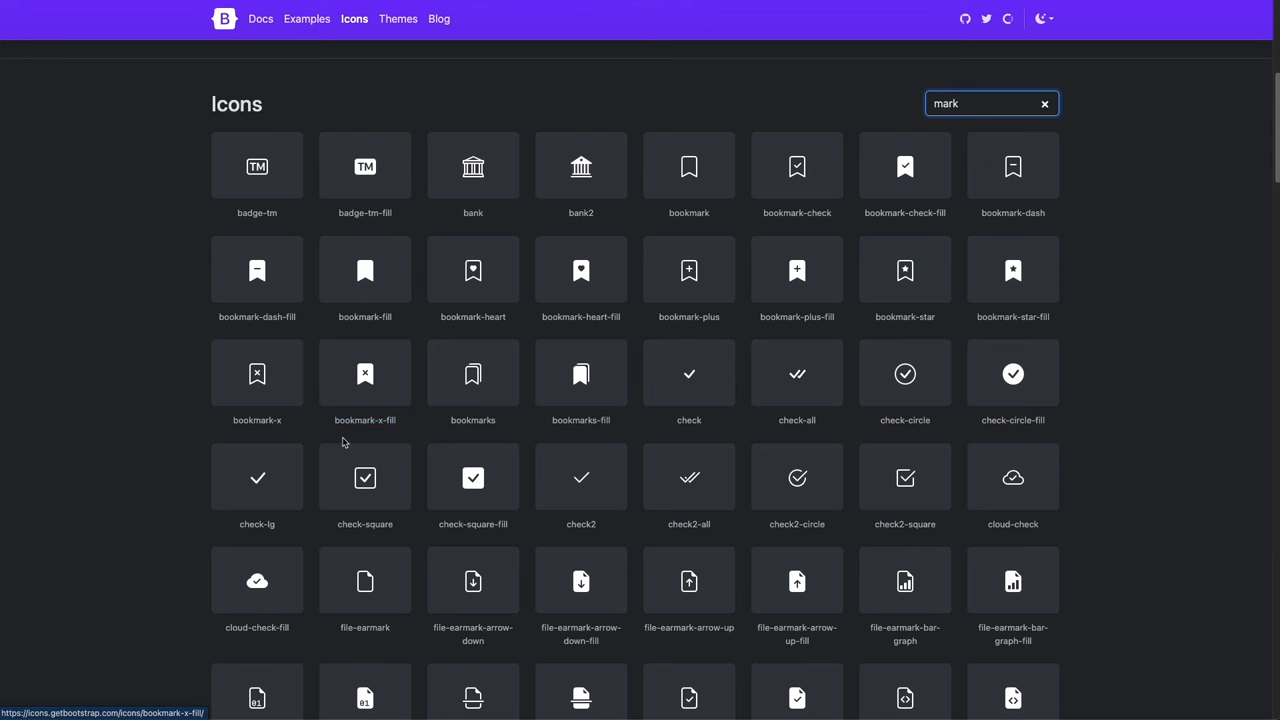 B Docs Examples Icons Themes Blog
Icons
mark
TM TM
badge-tm badge-tm-fill bank bank2 bookmark bookmark-check bookmark-check-fill bookmark-dash
bookmark-dash-fill bookmark-fill bookmark-heart bookmark-heart-fill bookmark-plus bookmark-plus-fill bookmark-star bookmark-star-fill
bookmark-x bookmark-x-fill bookmarks bookmarks-fill check check-all check-circle check-circle-fill
check-lg check-square check-square-fill check2 check2-all check2-circle check2-square cloud-check
cloud-check-fill file-earmark file-earmark-arrow- file-earmark-arrow- file-earmark-arrow-up file-earmark-arrow- file-earmark-bar- file-earmark-bar-
down down-fill up-fill graph graph-fill
01 01
https://icons.getbootstrap.com/icons/bookmark-x-fill/